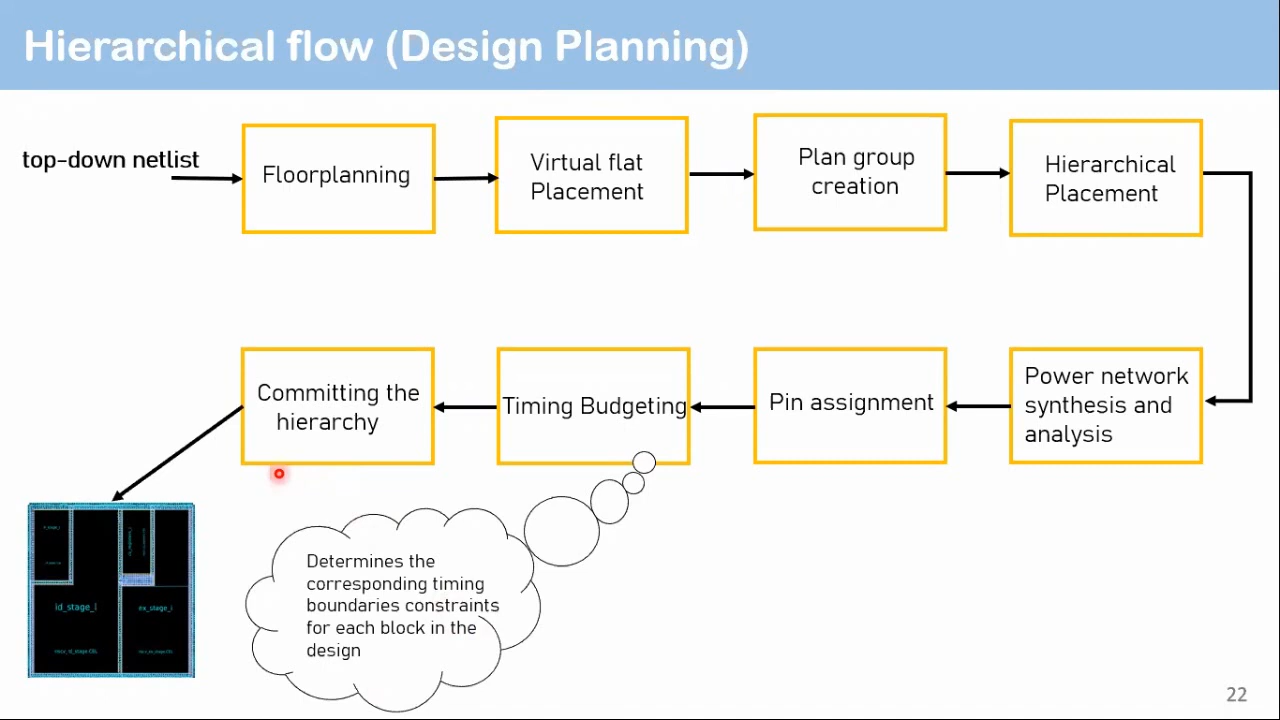 Hierarchical flow (Design Planning)
top-down netlist
Floorplanning
Virtual flat
Placement
Plan group
creation
Hierarchical
Placement
Committing the
hierarchy
Timing Budgeting
Pin assignment
Power network
synthesis and
analysis
Determines the
corresponding timing
boundaries constraints
for each block in the
design
id_stage_i
ex_stage_i
22